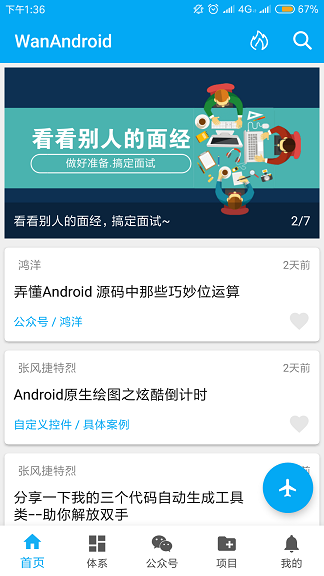 下午1:36
4G
67%
WanAndroid
看看别人的面经
做好准备.搞定面试
看看别人的面经，搞定面试~
2/7
鸿洋
2天前
弄懂Android 源码中那些巧妙位运算
公众号 / 鸿洋
张风捷特烈
2天前
Android原生绘图之炫酷倒计时
自定义控件 / 具体案例
张风捷特烈
2天前
分享一下我的三个代码自动生成工具
类--助你解放双手
首页
体系
公众号
项目
我的